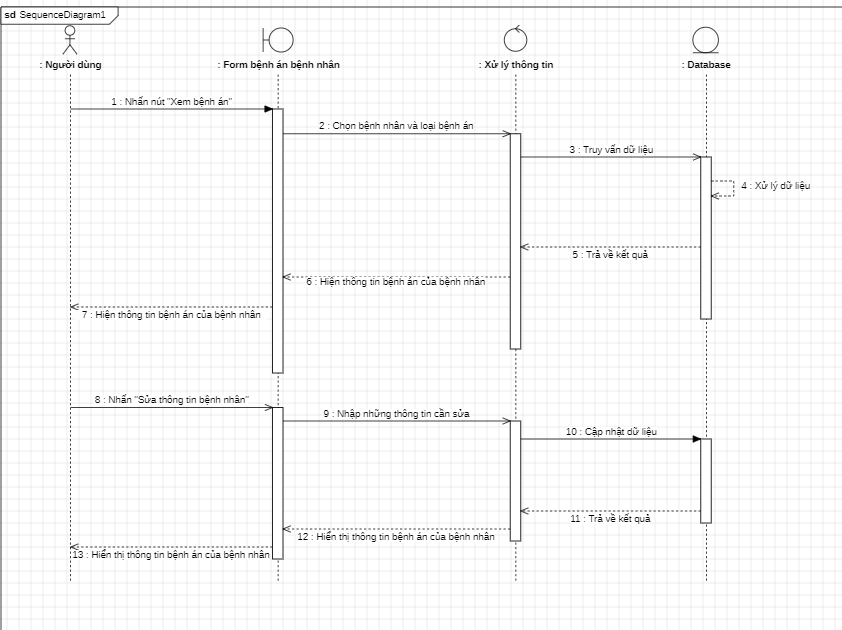 sd SequenceDiagram1
: Người dùng
: Form bệnh án bệnh nhân
: Xử lý thông tin
: Database
1 : Nhấn nút "Xem bệnh án"
2 : Chọn bệnh nhân và loại bệnh án
3 : Truy vấn dữ liệu
4 : Xử lý dữ liệu
5 : Trả về kết quả
6 : Hiện thông tin bệnh án của bệnh nhân
7 : Hiện thông tin bệnh án của bệnh nhân
8 : Nhấn "Sửa thông tin bệnh nhân"
9 : Nhập những thông tin cần sửa
10 : Cập nhật dữ liệu
11 : Trả về kết quả
12 : Hiển thị thông tin bệnh án của bệnh nhân
13 : Hiển thị thông tin bệnh án của bệnh nhân